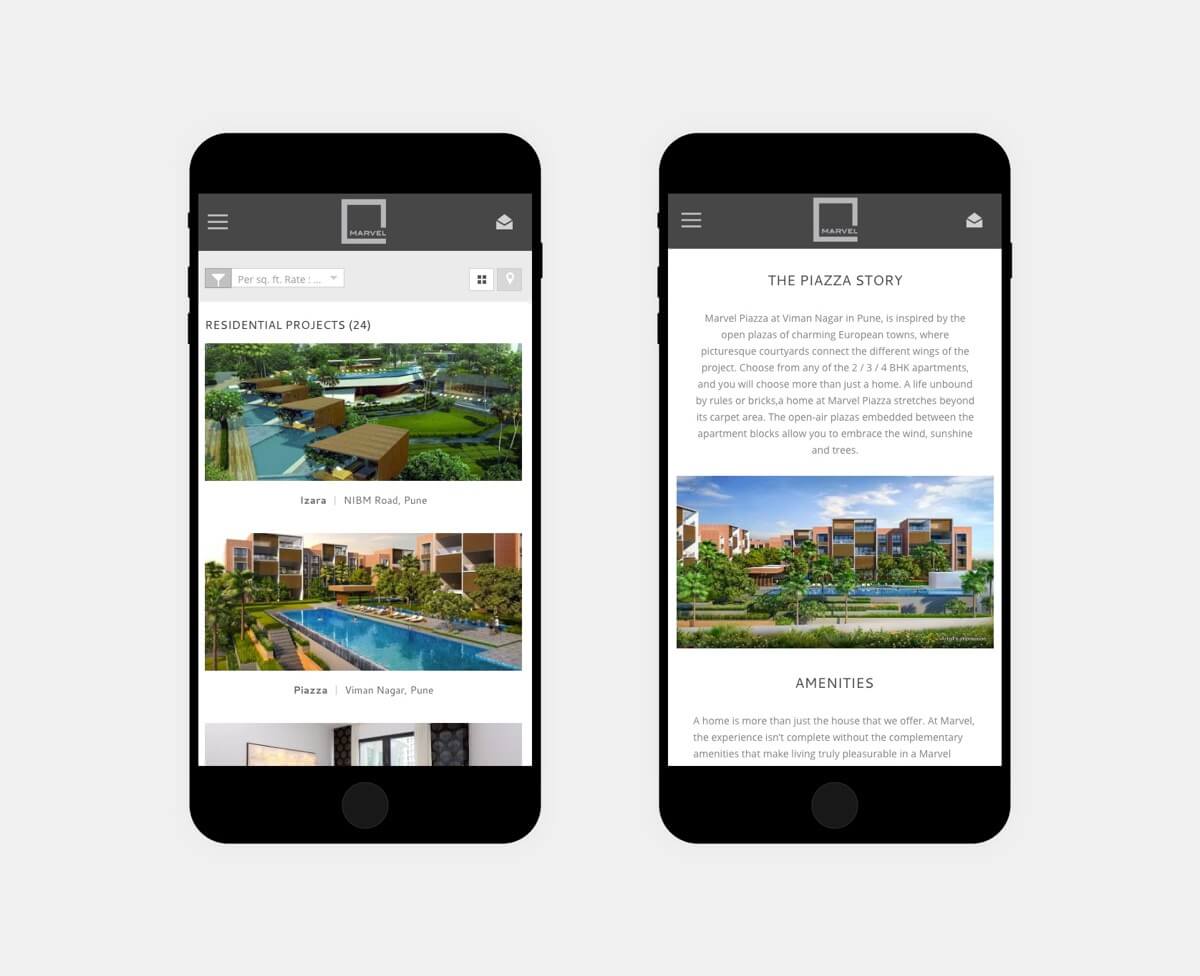 MARVEL
Per sq. ft. Rate : ...
RESIDENTIAL PROJECTS (24)
Izara | NIBM Road, Pune
Piazza | Viman Nagar, Pune
MARVEL
THE PIAZZA STORY
Marvel Piazza at Viman Nagar in Pune, is inspired by the
open plazas of charming European towns, where
picturesque courtyards connect the different wings of the
project. Choose from any of the 2 / 3 / 4 BHK apartments,
and you will choose more than just a home. A life unbound
by rules or bricks,a home at Marvel Piazza stretches beyond
its carpet area. The open-air plazas embedded between the
apartment blocks allow you to embrace the wind, sunshine
and trees.
Artist's impression
AMENITIES
A home is more than just the house that we offer. At Marvel,
the experience isn't complete without the complementary
amenities that make living truly pleasurable in a Marvel